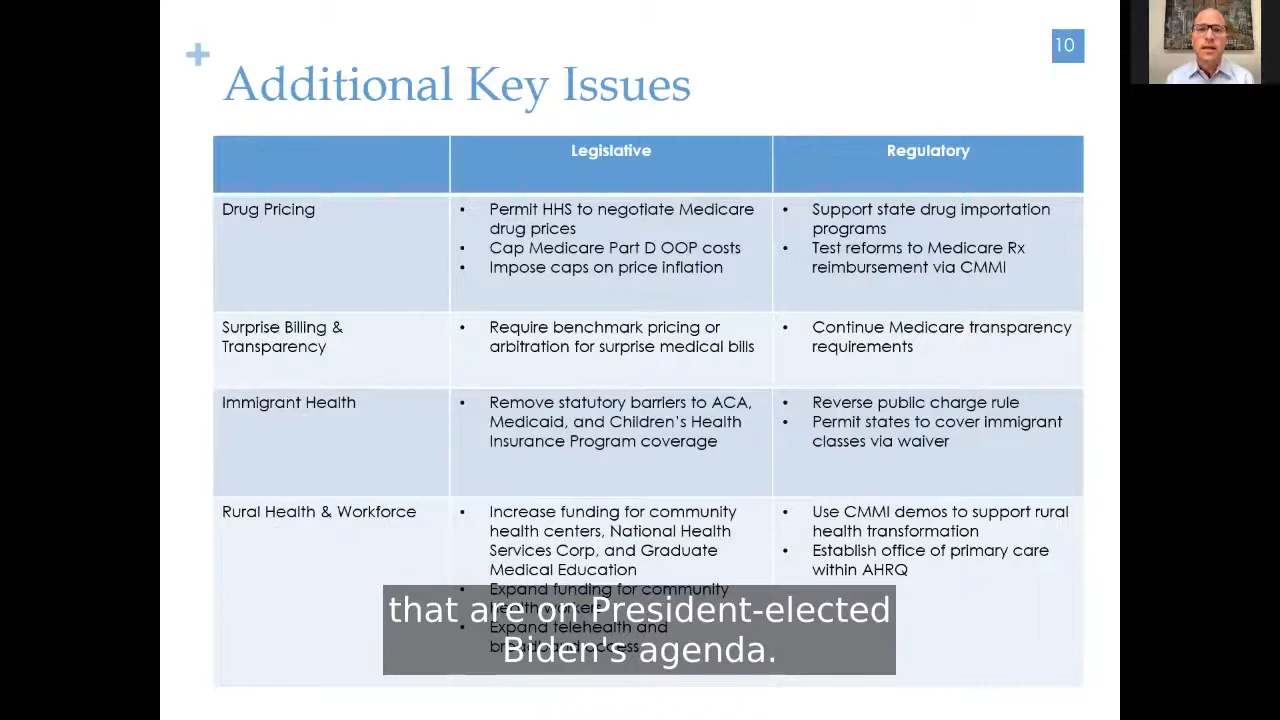 +
10
Additional Key Issues
Legislative
Regulatory
Drug Pricing
• Permit HHS to negotiate Medicare
drug prices
• Cap Medicare Part D OOP costs
• Impose caps on price inflation
• Support state drug importation
programs
• Test reforms to Medicare Rx
reimbursement via CMMI
Surprise Billing &
Transparency
• Require benchmark pricing or
arbitration for surprise medical bills
• Continue Medicare transparency
requirements
Immigrant Health
• Remove statutory barriers to ACA,
Medicaid, and Children's Health
Insurance Program coverage
• Reverse public charge rule
• Permit states to cover immigrant
classes via waiver
Rural Health & Workforce
• Increase funding for community
health centers, National Health
Services Corp, and Graduate
Medical Education
• Expand funding for community
health workers
• Expand telehealth and
broadband access
• Use CMMI demos to support rural
health transformation
• Establish office of primary care
within AHRQ
that are on President-elected
Biden's agenda.